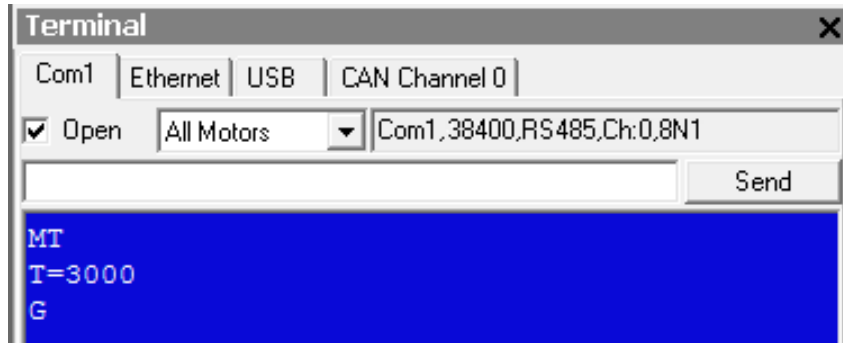 Terminal
Com1 Ethernet USB CAN Channel 0
Open All Motors Com1,38400,RS485,Ch:0,8N1
Send
MT
T=3000
G